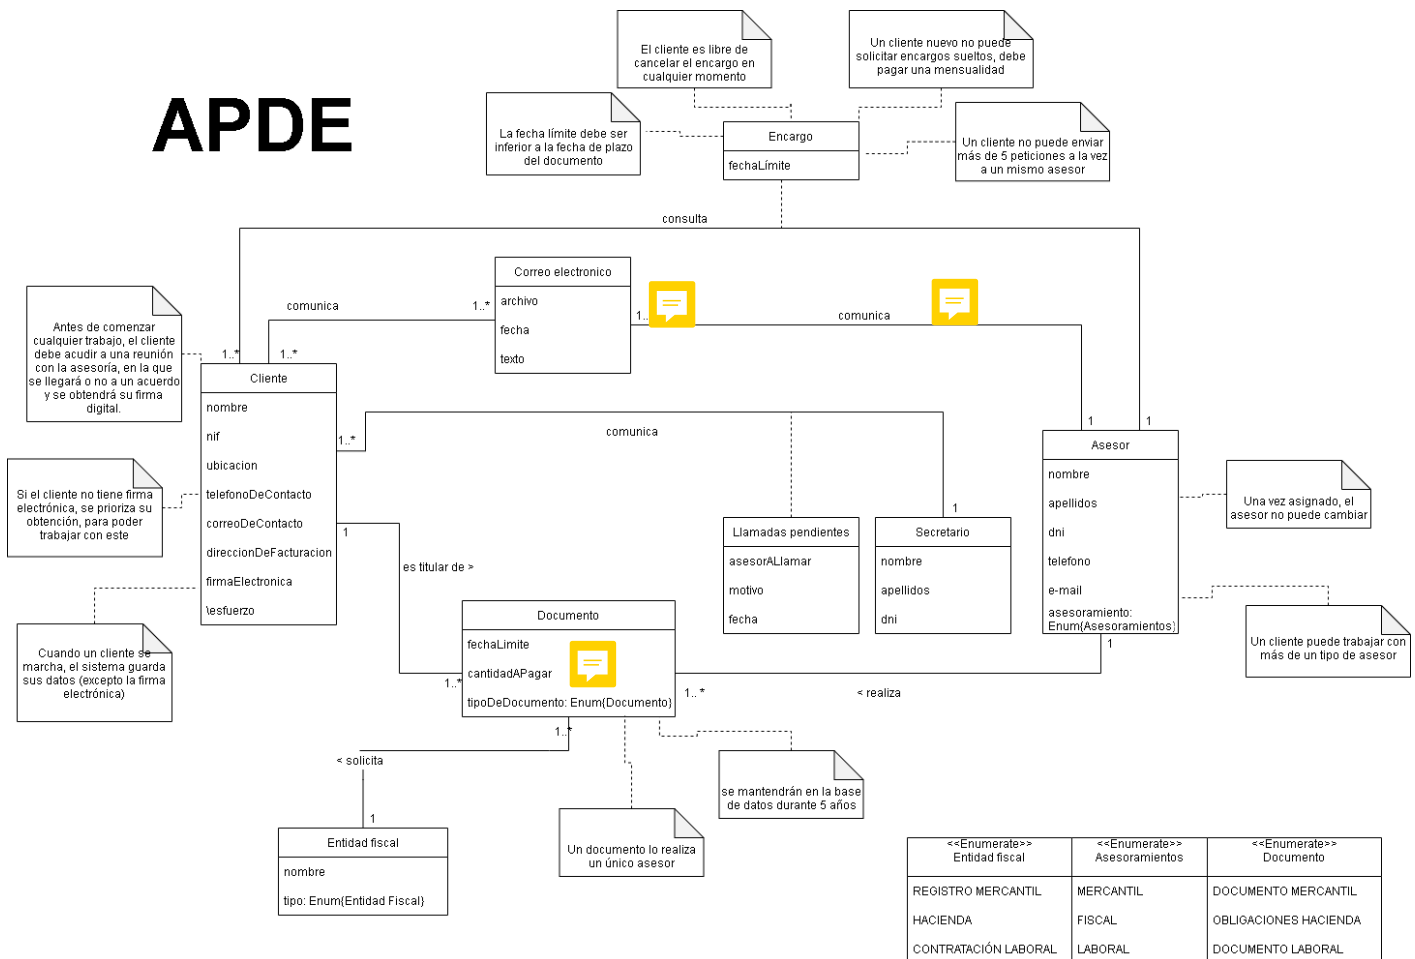 APDE
El cliente es libre de
cancelar el encargo en
cualquier momento
Un cliente nuevo no puede
solicitar encargos sueltos, debe
pagar una mensualidad
La fecha límite debe ser
inferior a la fecha de plazo
del documento
Encargo
fechaLímite
Un cliente no puede enviar
más de 5 peticiones a la vez
a un mismo asesor
consulta
Correo electronico
archivo
fecha
texto
comunica
1..*
1..
comunica
Antes de comenzar
cualquier trabajo, el cliente
debe acudir a una reunión
con la asesoría, en la que
se llegará o no a un acuerdo
y se obtendrá su firma
digital.
1..*
1..*
Cliente
nombre
nif
ubicacion
telefonoDeContacto
correoDeContacto
direccionDeFacturacion
firmaElectronica
\esfuerzo
1..*
comunica
1
1
Asesor
nombre
apellidos
dni
telefono
e-mail
asesoramiento:
Enum{Asesoramientos}
Si el cliente no tiene firma
electrónica, se prioriza su
obtención, para poder
trabajar con este
Una vez asignado, el
asesor no puede cambiar
1
Llamadas pendientes
asesorALlamar
motivo
fecha
1
Secretario
nombre
apellidos
dni
es titular de >
Cuando un cliente se
marcha, el sistema guarda
sus datos (excepto la firma
electrónica)
Documento
fechaLimite
cantidadAPagar
tipoDeDocumento: Enum{Documento}
1..*
1.. *
< realiza
1
Un cliente puede trabajar con
más de un tipo de asesor
1..*
< solicita
1
se mantendrán en la base
de datos durante 5 años
Un documento lo realiza
un único asesor
Entidad fiscal
nombre
tipo: Enum{Entidad Fiscal}
<<Enumerate>>
Entidad fiscal
REGISTRO MERCANTIL
HACIENDA
CONTRATACIÓN LABORAL
<<Enumerate>>
Asesoramientos
MERCANTIL
FISCAL
LABORAL
<<Enumerate>>
Documento
DOCUMENTO MERCANTIL
OBLIGACIONES HACIENDA
DOCUMENTO LABORAL